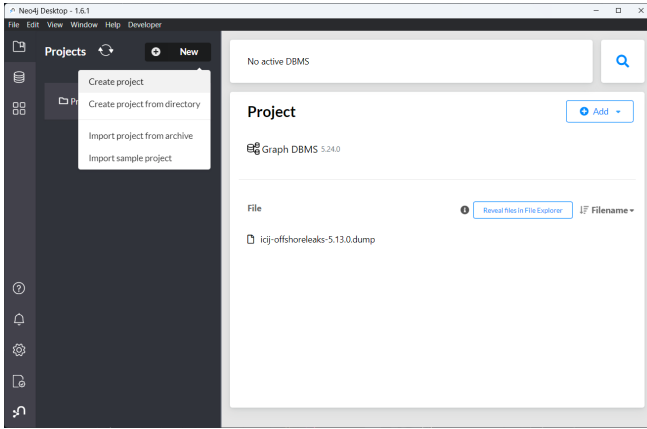 Neo4j Desktop - 1.6.1
File Edit View Window Help Developer
Projects
New
Create project
Create project from directory
Import project from archive
Import sample project
No active DBMS
Project
Add
Graph DBMS 5.24.0
File
Reveal files in File Explorer
Filename
icij-offshoreleaks-5.13.0.dump